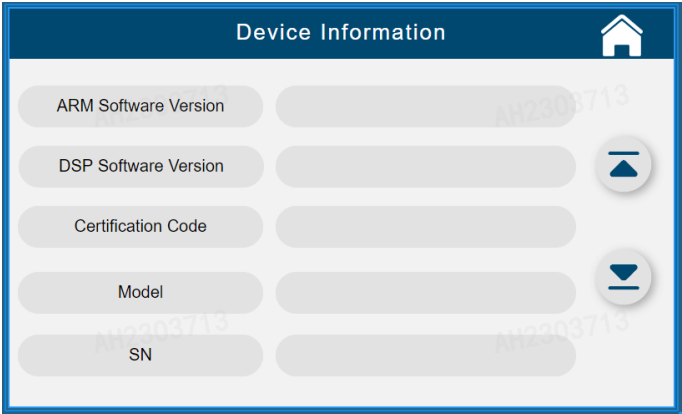 Device Information
ARM Software Version
AH2303713
AH2303713
DSP Software Version
Certification Code
Model
SN
AH2303713
AH2303713